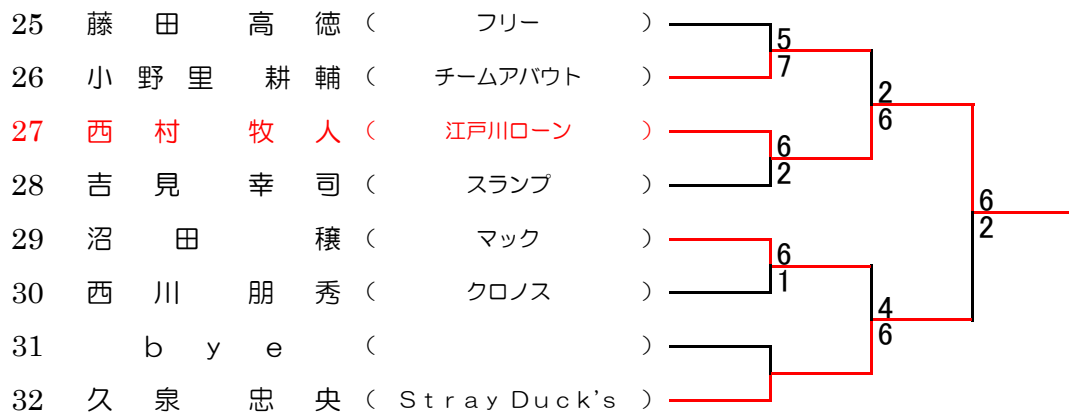 25 藤田 高徳 ( フリー )
26 小野里 耕輔 ( チームアバウト )
27 西村 牧人 ( 江戸川ローン )
28 吉見 幸司 ( スランプ )
29 沼田 穣 ( マック )
30 西川 朋秀 ( クロノス )
31 bye ( )
32 久泉 忠央 ( Stray Duck's )
5
7
6
2
6
1
2
6
4
6
6
2